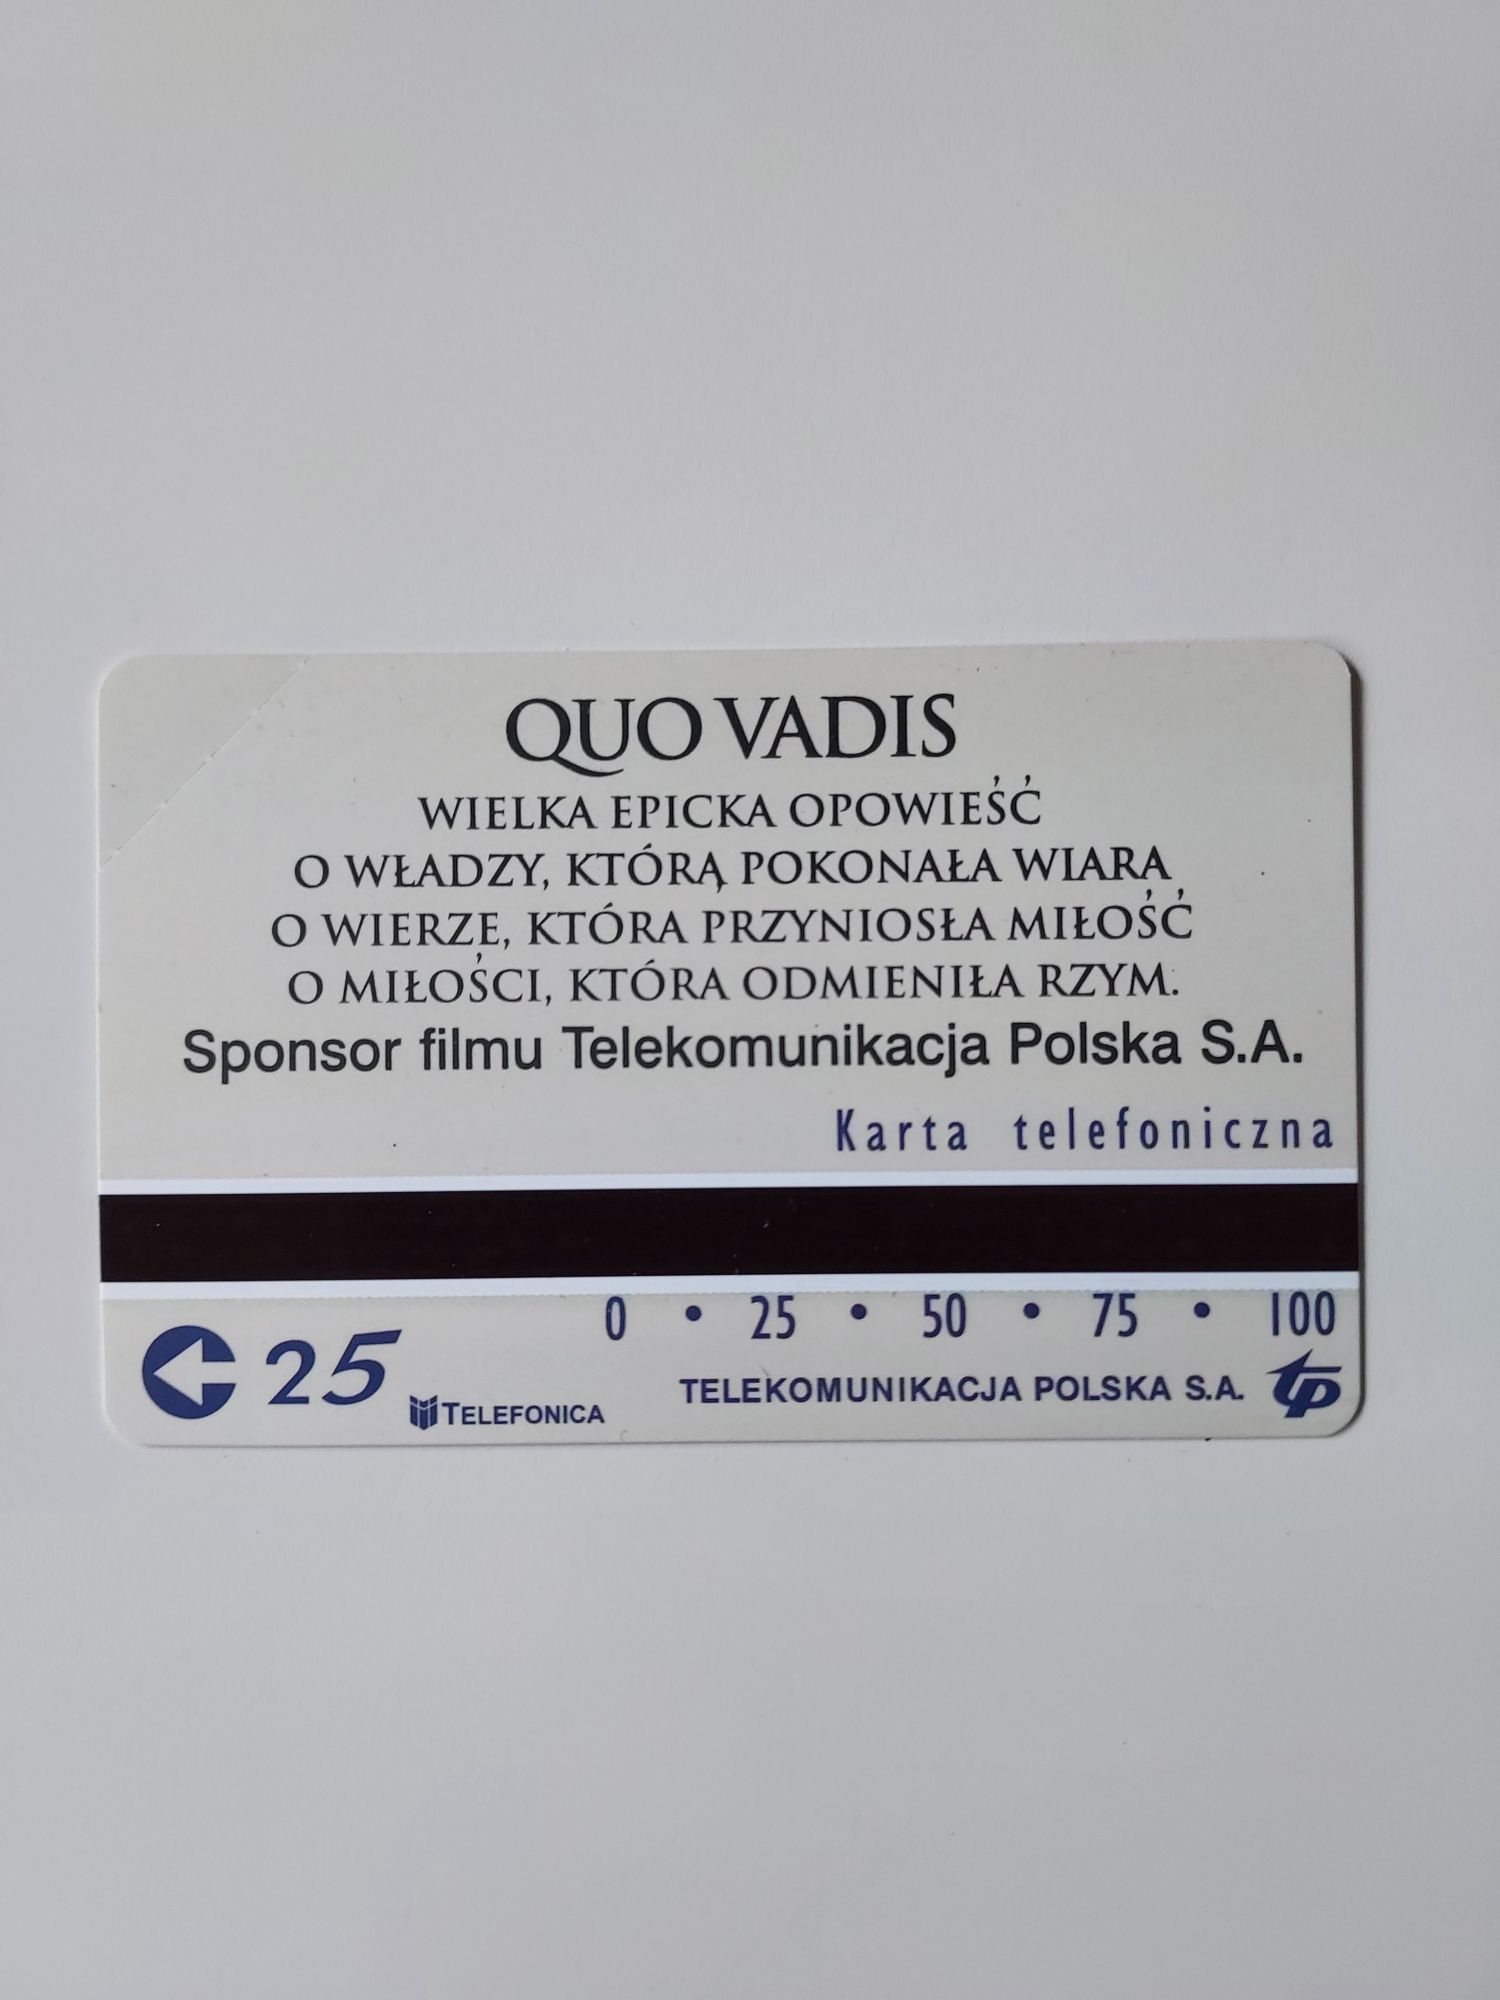 QUO VADIS
WIELKA EPICKA OPOWIEŚĆ
O WŁADZY, KTÓRĄ POKONAŁA WIARA
O WIERZE, KTÓRA PRZYNIOSŁA MIŁOŚĆ
O MIŁOŚCI, KTÓRA ODMIENIŁA RZYM.
Sponsor filmu Telekomunikacja Polska S.A.
Karta telefoniczna
0 • 25 • 50 • 75 • 100
25
TELEFONICA
TELEKOMUNIKACJA POLSKA S.A. tp